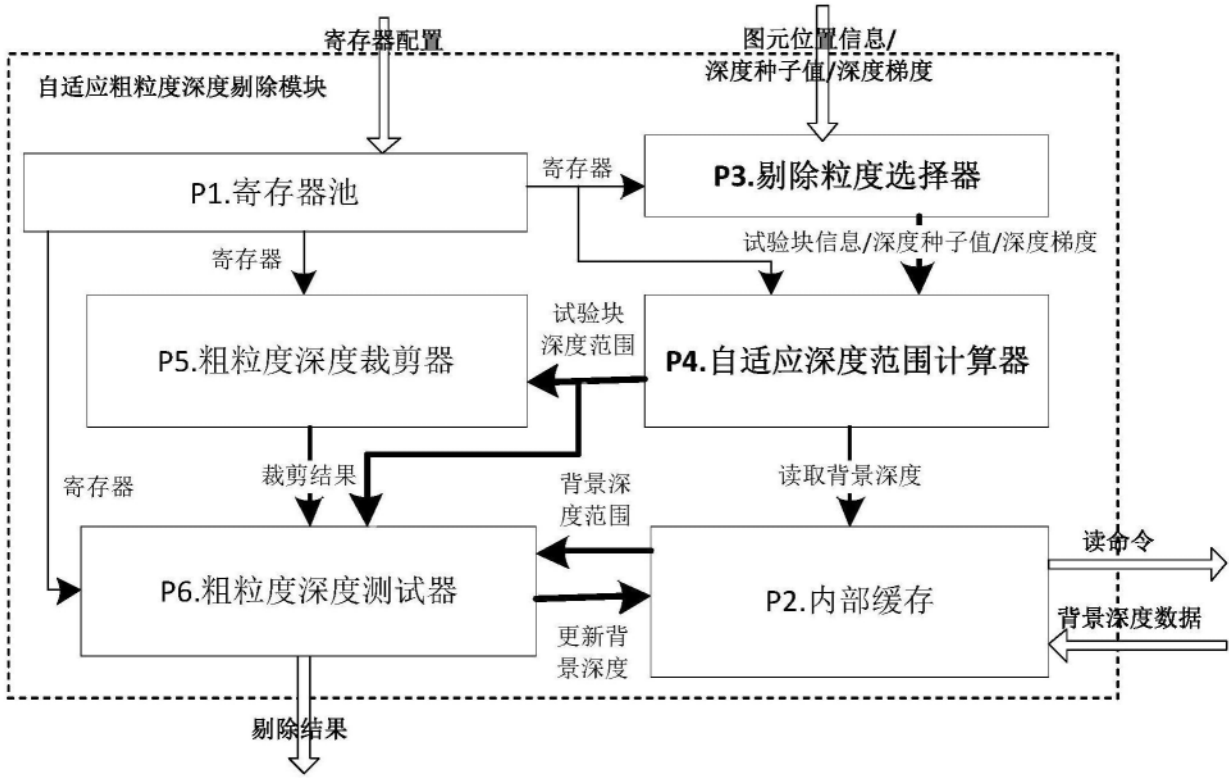 寄存器配置
图元位置信息/
深度种子值/深度梯度
自适应粗粒度深度剔除模块
P1.寄存器池
寄存器
P3.剔除粒度选择器
寄存器
试验块信息/深度种子值/深度梯度
试验块
深度范围
P5.粗粒度深度裁剪器
P4.自适应深度范围计算器
寄存器
裁剪结果
背景深
度范围
读取背景深度
P6.粗粒度深度测试器
P2.内部缓存
读命令
背景深度数据
更新背
景深度
剔除结果